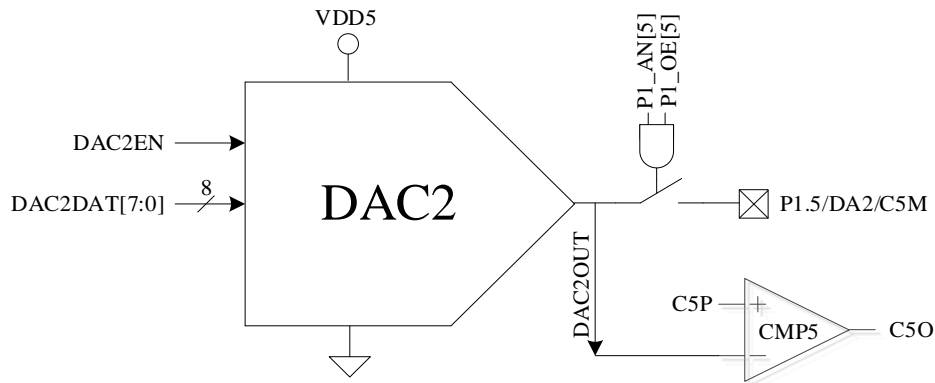 VDD5
P1_AN[5]
P1_OE[5]
DAC2EN
8
DAC2DAT[7:0]
DAC2
P1.5/DA2/C5M
DAC2OUT
C5P
+
CMP5
C5O
—